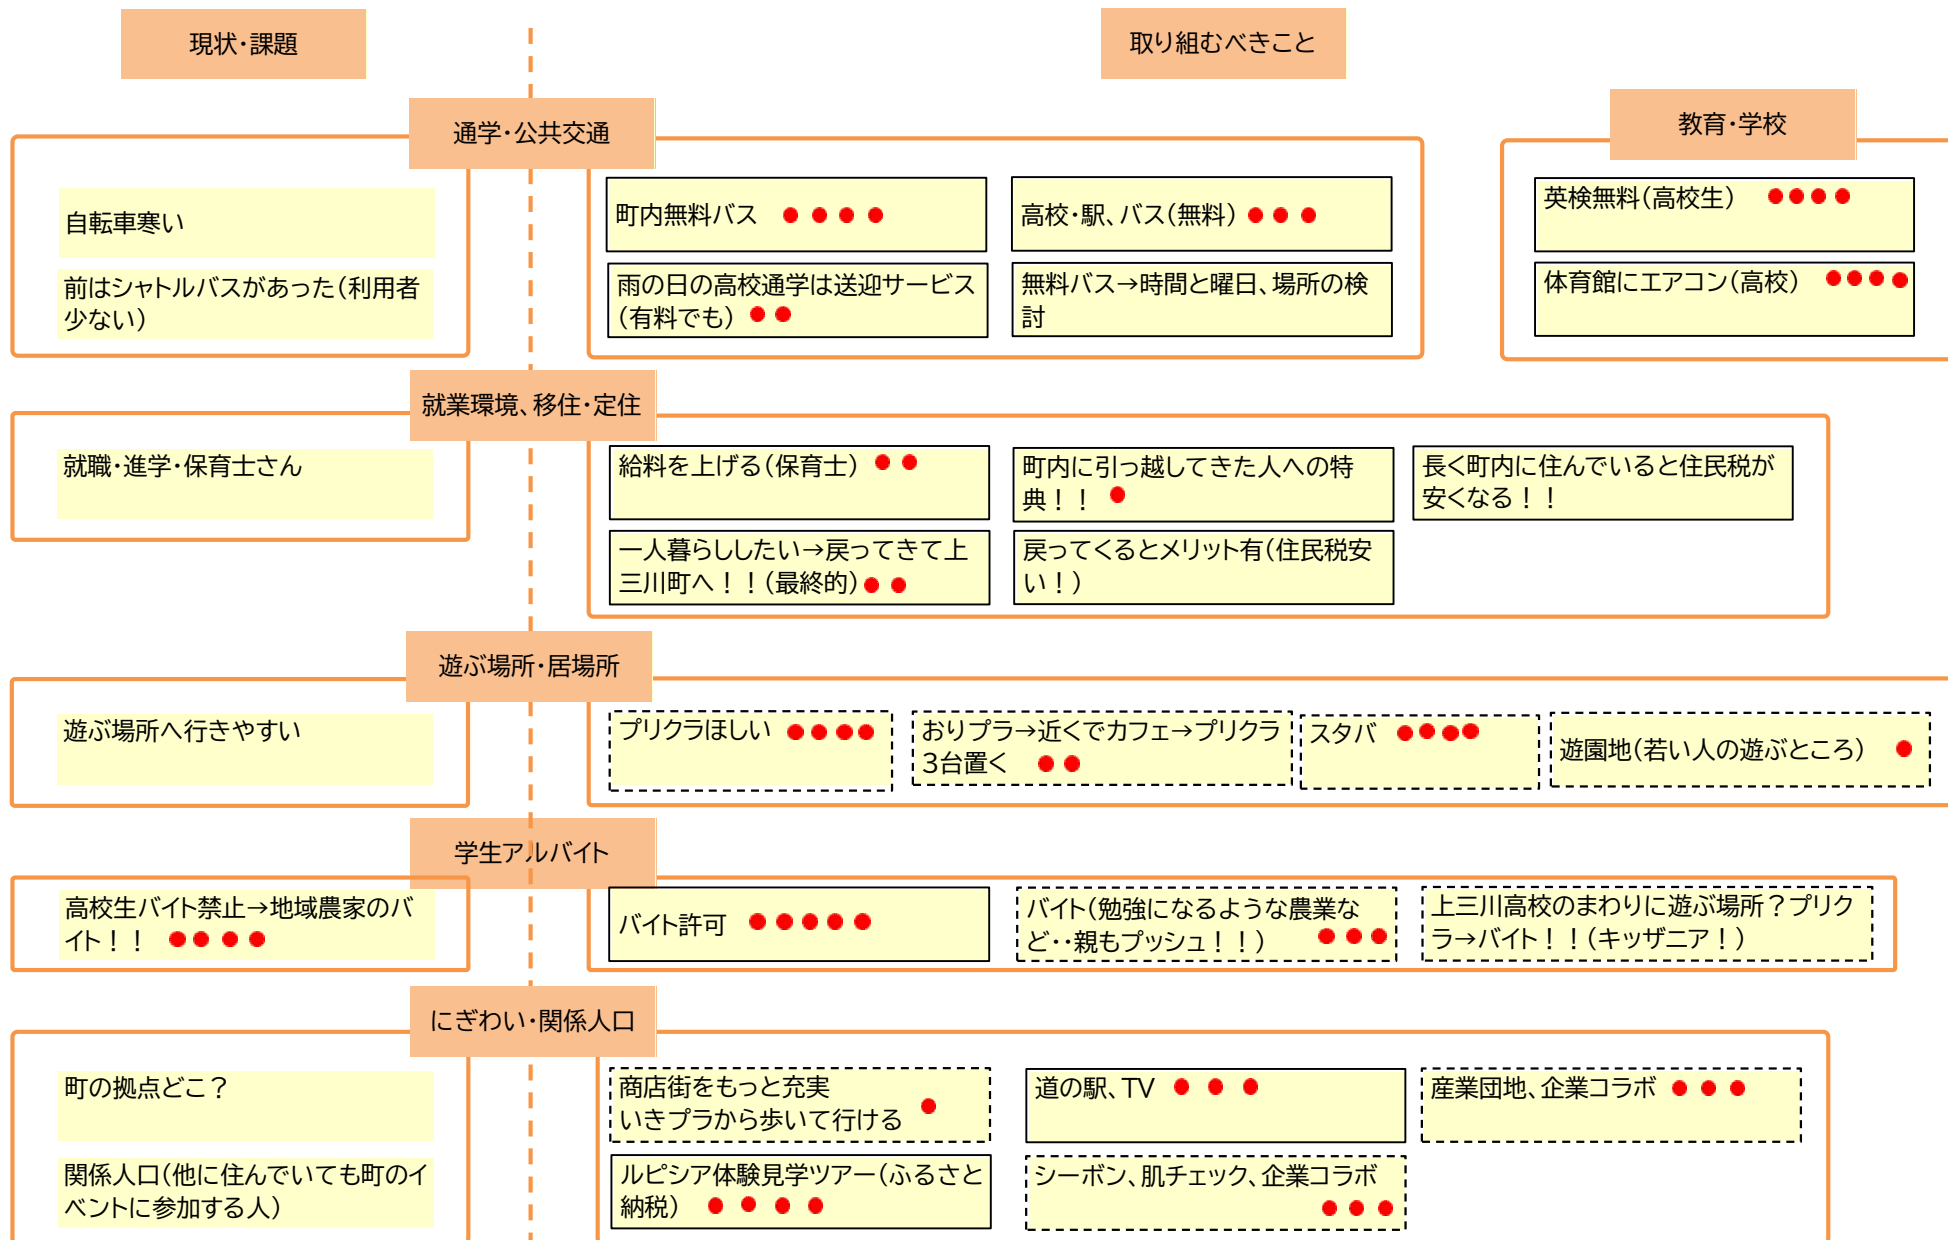 現状・課題
取り組むべきこと
通学・公共交通
教育・学校
自転車寒い
前はシャトルバスがあった（利用者
少ない）
町内無料バス
高校・駅、バス（無料）
雨の日の高校通学は送迎サービス
（有料でも）
無料バス→時間と曜日、場所の検
討
英検無料（高校生）
体育館にエアコン（高校）
就業環境、移住・定住
就職・進学・保育士さん
給料を上げる（保育士）
町内に引っ越してきた人への特
典！！
長く町内に住んでいると住民税が
安くなる！！
一人暮らししたい→戻ってきて上
三川町へ！！（最終的）
戻ってくるとメリット有（住民税安
い！）
遊ぶ場所・居場所
遊ぶ場所へ行きやすい
プリクラほしい
おりプラ→近くでカフェ→プリクラ
３台置く
スタバ
遊園地（若い人の遊ぶところ）
学生アルバイト
高校生バイト禁止→地域農家のバ
イト！！
バイト許可
バイト（勉強になるような農業な
ど・・親もプッシュ！！）
上三川高校のまわりに遊ぶ場所？プリク
ラ→バイト！！（キッザニア！）
にぎわい・関係人口
町の拠点どこ？
関係人口（他に住んでいても町のイ
ベントに参加する人）
商店街をもっと充実
いきプラから歩いて行ける
道の駅、TV
産業団地、企業コラボ
ルピシア体験見学ツアー（ふるさと
納税）
シーボン、肌チェック、企業コラボ